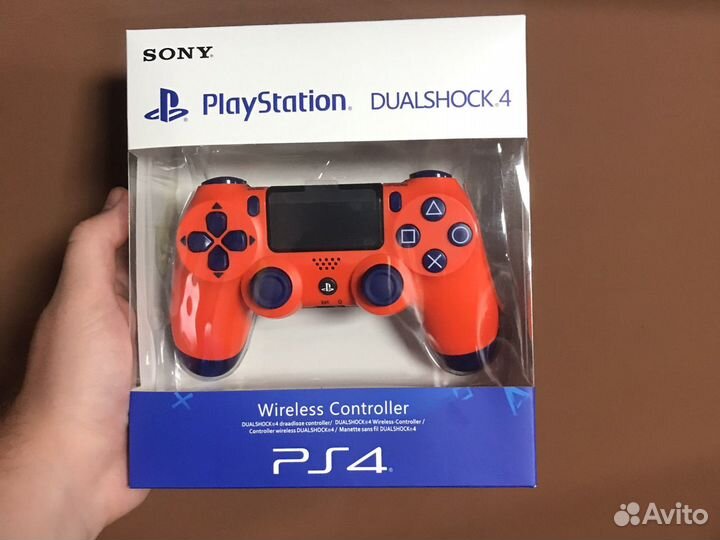 SONY
PlayStation® DUALSHOCK®4
Wireless Controller
DUALSHOCK®4 draadloze controller/ DUALSHOCK®4 Wireless-Controller /
Controller wireless DUALSHOCK®4 / Manette sans fil DUALSHOCK®4
PS4®
Avito